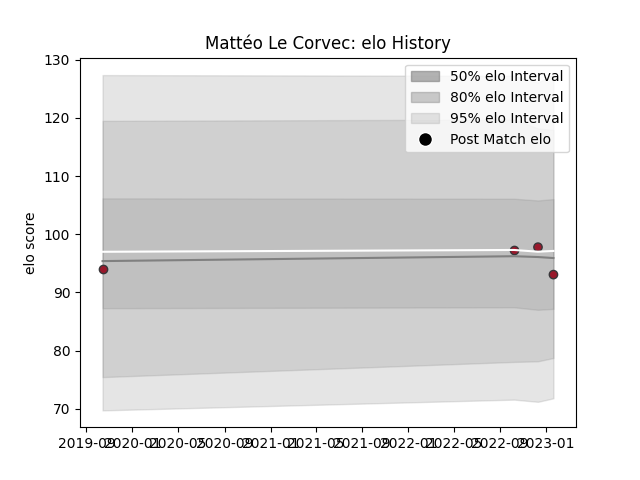 Mattéo Le Corvec: elo History
50% elo Interval
80% elo Interval
95% elo Interval
Post Match elo
elo score
130
120
110
100
90
80
70
2019-09 2020-01 2020-05 2020-09 2021-01 2021-05 2021-09 2022-01 2022-05 2022-09 2023-01